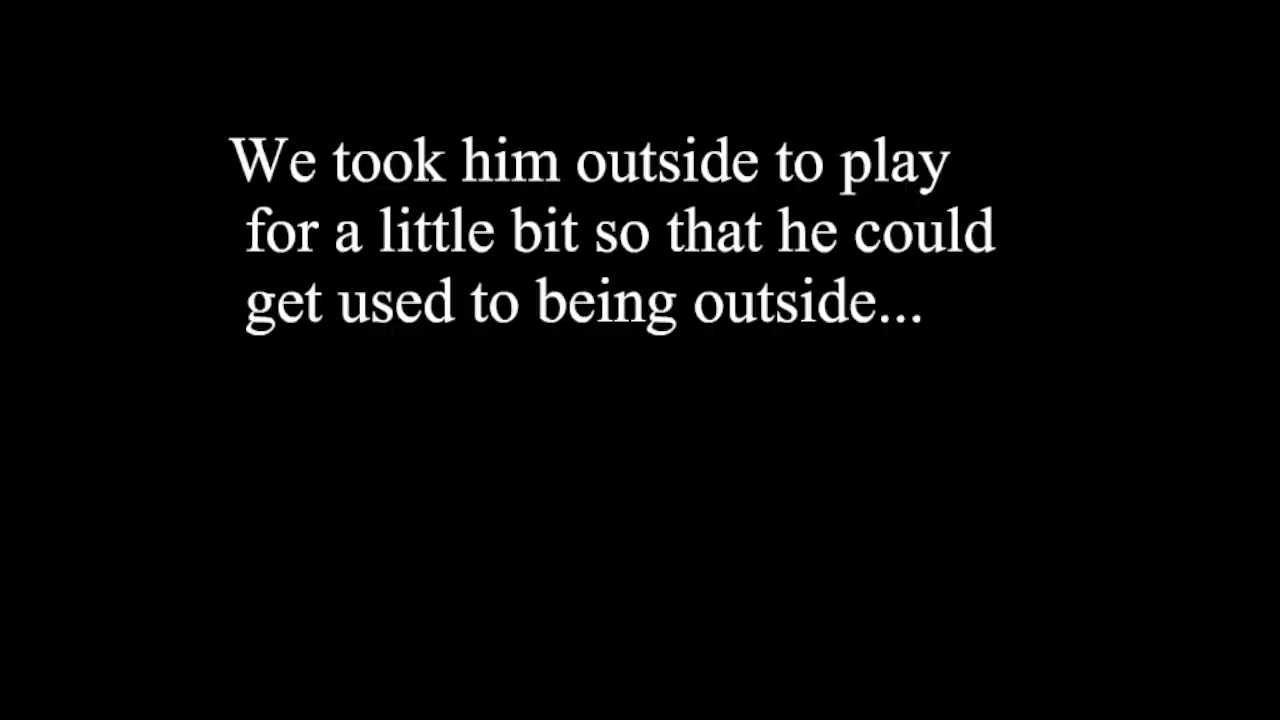 We took him outside to play
for a little bit so that he could
get used to being outside...